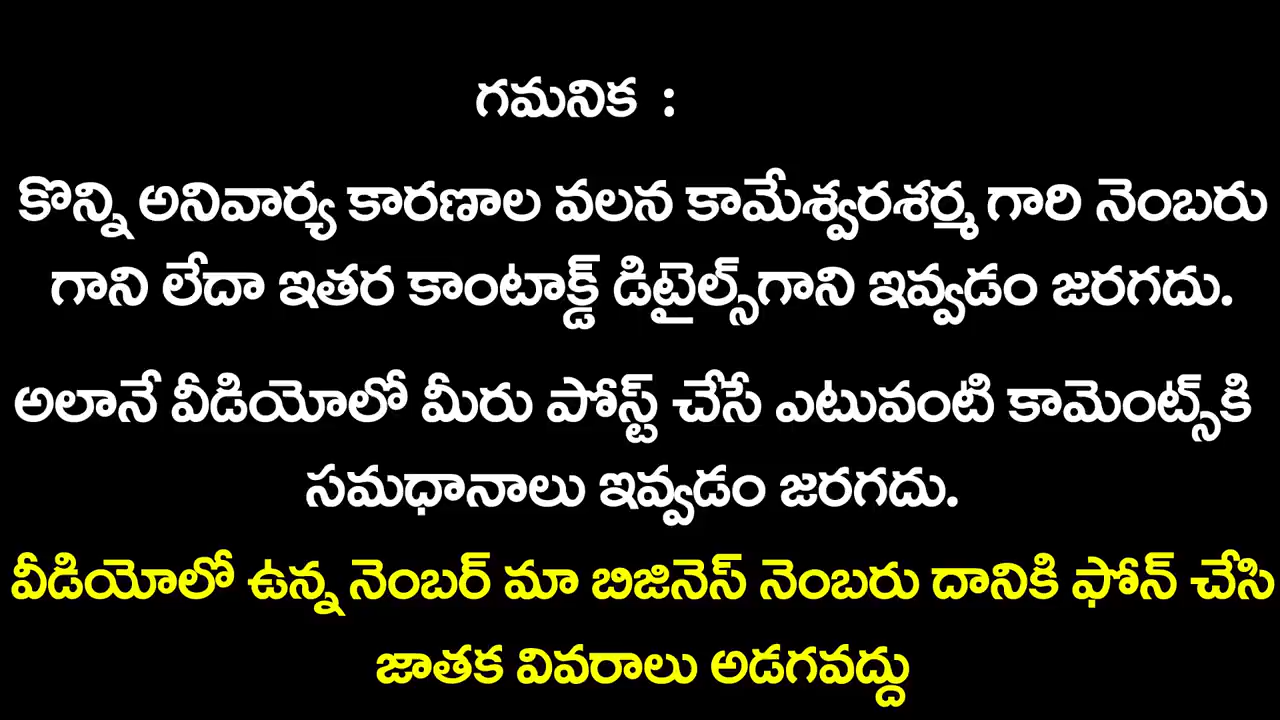 గమనిక :
కొన్ని అనివార్య కారణాల వలన కామేశ్వరశర్మ గారి నెంబరు
గాని లేదా ఇతర కాంటాక్ట్ డిటైల్స్‌గాని ఇవ్వడం జరగదు.
అలానే వీడియోలో మీరు పోస్ట్ చేసే ఎటువంటి కామెంట్స్‌కి
సమధానాలు ఇవ్వడం జరగదు.
వీడియోలో ఉన్న నెంబర్ మా బిజినెస్ నెంబరు దానికి ఫోన్ చేసి
జాతక వివరాలు అడగవద్దు